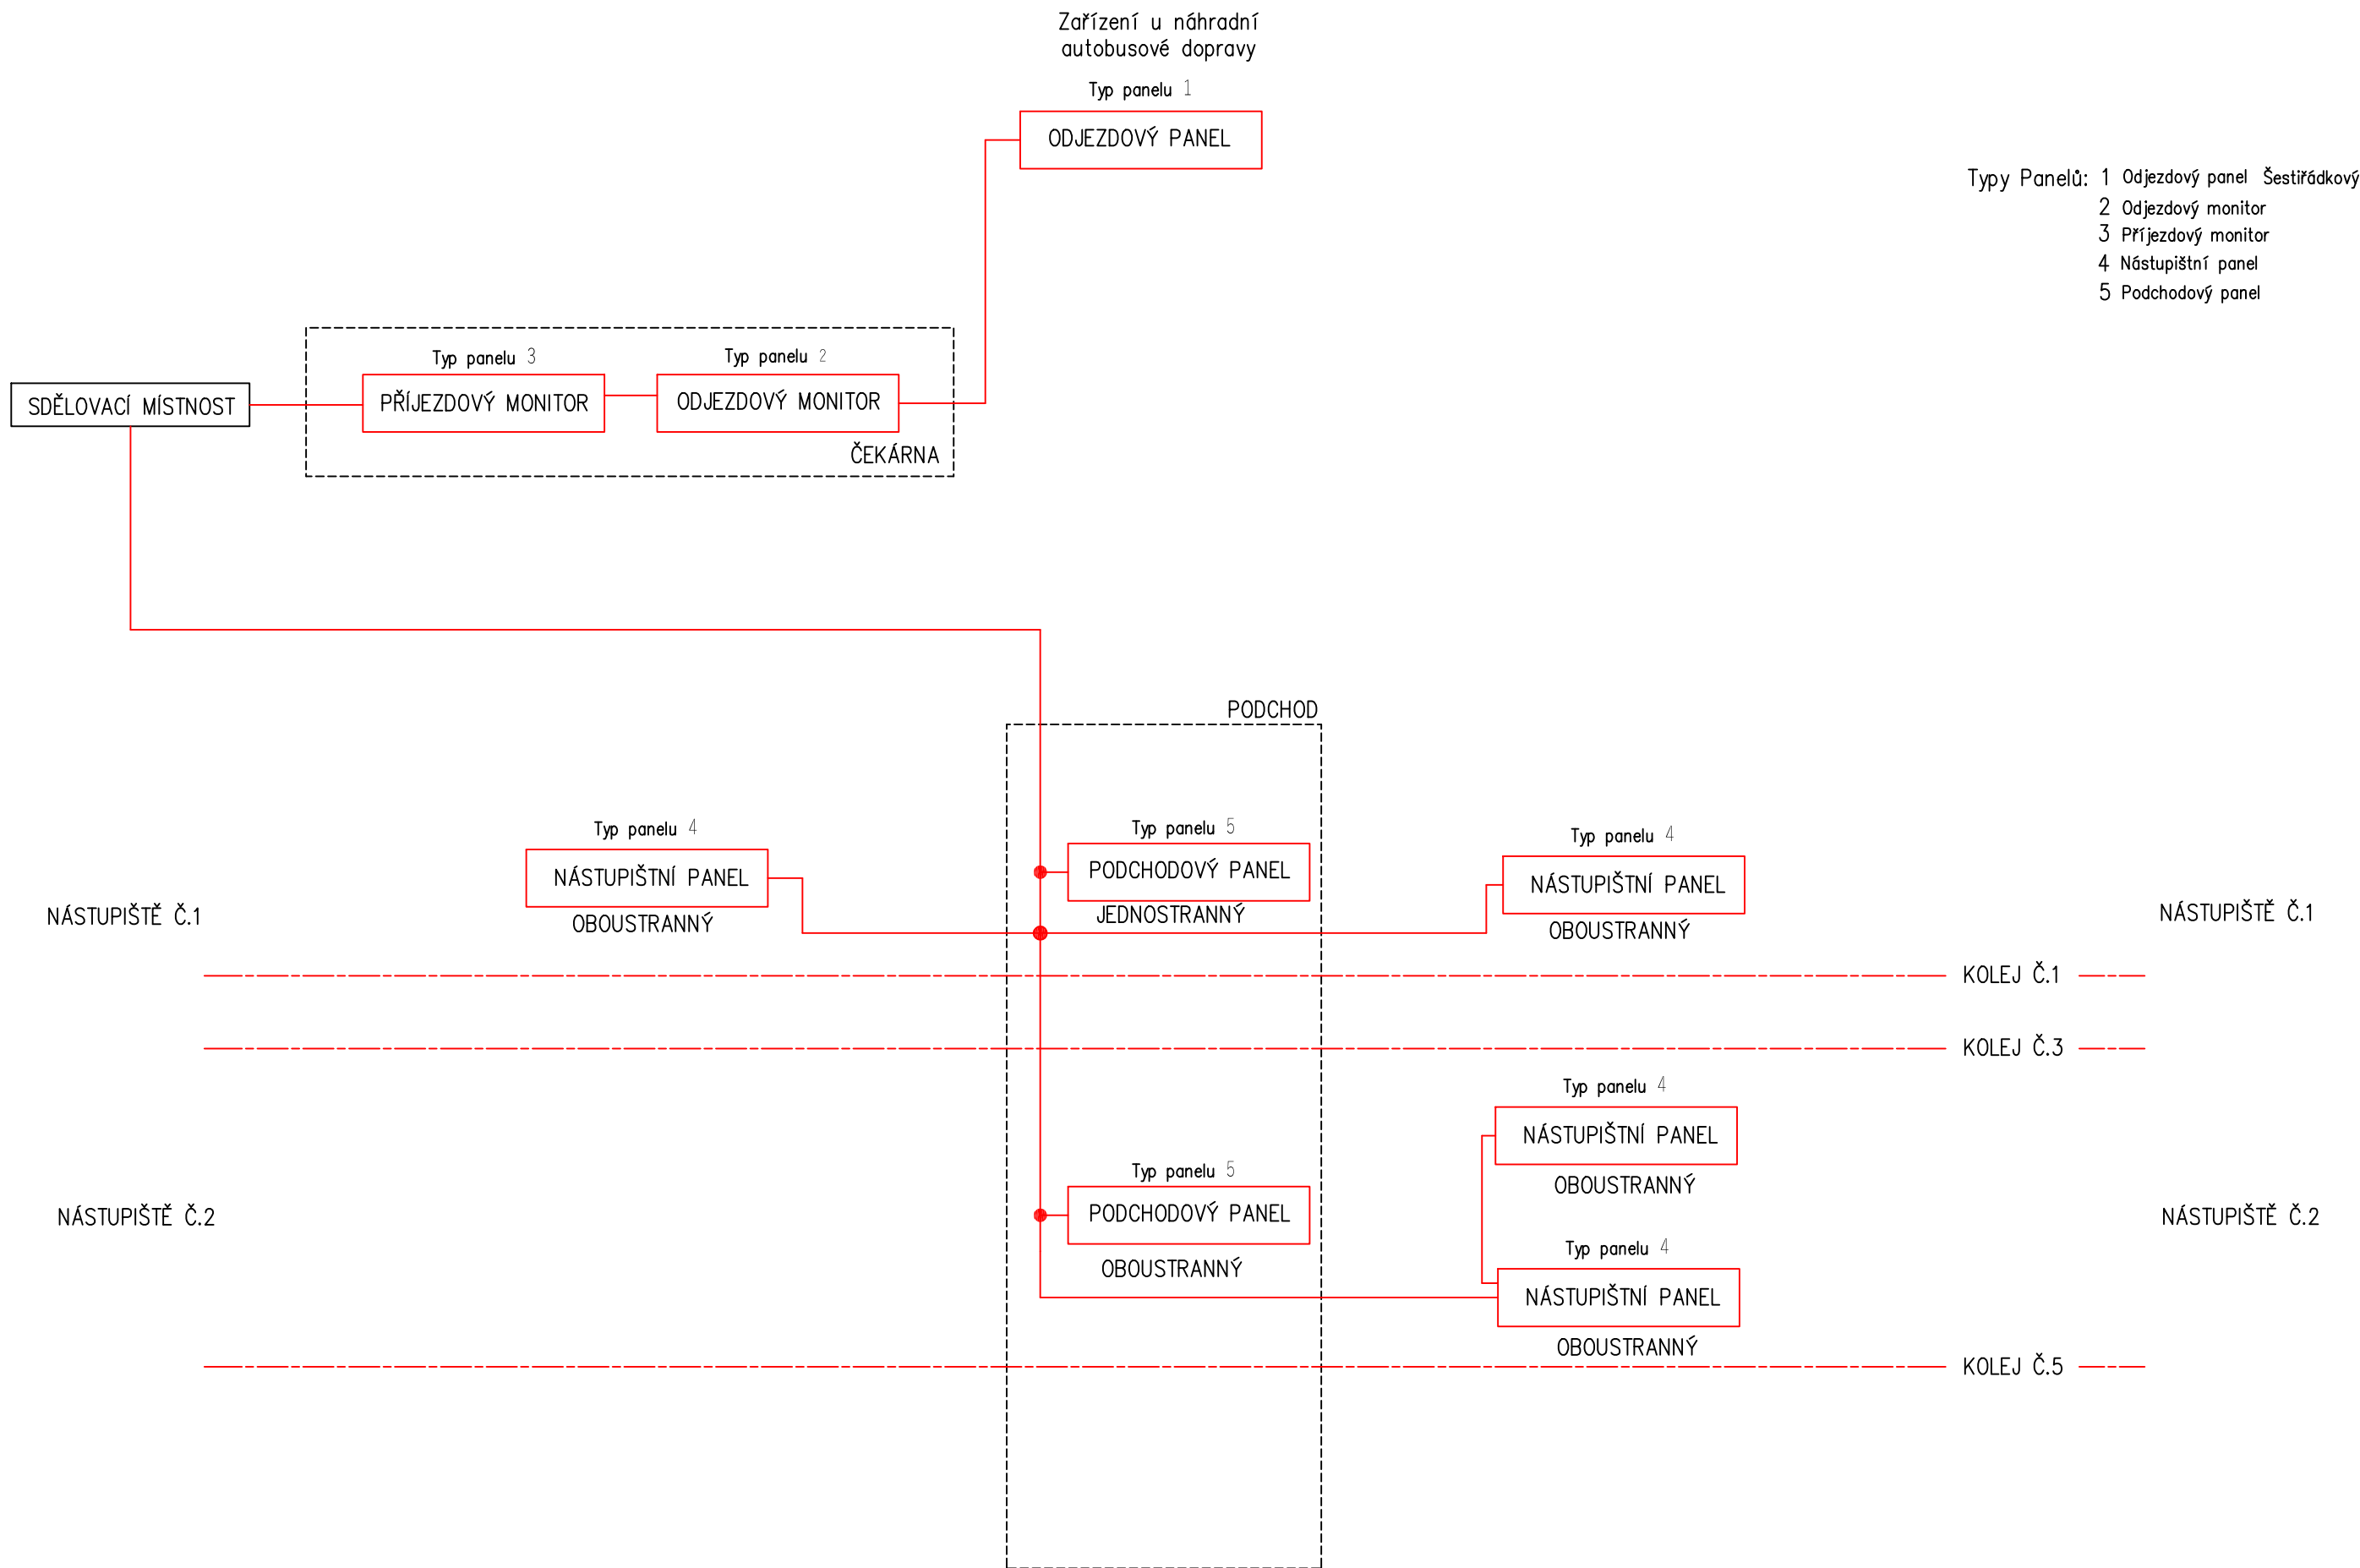 Zařízení u náhradní
autobusové dopravy
Typ panelu 1
ODJEZDOVÝ PANEL
Typy Panelů: 1 Odjezdový panel Šestiřádkový
2 Odjezdový monitor
3 Příjezdový monitor
4 Nástupištní panel
5 Podchodový panel
Typ panelu 3
Typ panelu 2
SDĚLOVACÍ MÍSTNOST
PŘÍJEZDOVÝ MONITOR
ODJEZDOVÝ MONITOR
ČEKÁRNA
PODCHOD
Typ panelu 4
Typ panelu 5
Typ panelu 4
NÁSTUPIŠTNÍ PANEL
PODCHODOVÝ PANEL
NÁSTUPIŠTNÍ PANEL
NÁSTUPIŠTĚ Č.1
OBOUSTRANNÝ
JEDNOSTRANNÝ
OBOUSTRANNÝ
NÁSTUPIŠTĚ Č.1
KOLEJ Č.1
KOLEJ Č.3
Typ panelu 4
NÁSTUPIŠTNÍ PANEL
OBOUSTRANNÝ
Typ panelu 5
PODCHODOVÝ PANEL
OBOUSTRANNÝ
NÁSTUPIŠTĚ Č.2
NÁSTUPIŠTĚ Č.2
Typ panelu 4
NÁSTUPIŠTNÍ PANEL
OBOUSTRANNÝ
KOLEJ Č.5